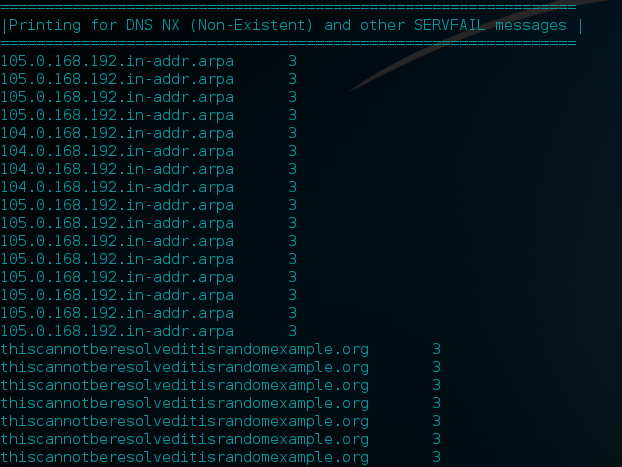 ================================================================
|Printing for DNS NX (Non-Existent) and other SERVFAIL messages |
================================================================
105.0.168.192.in-addr.arpa      3
105.0.168.192.in-addr.arpa      3
105.0.168.192.in-addr.arpa      3
105.0.168.192.in-addr.arpa      3
104.0.168.192.in-addr.arpa      3
104.0.168.192.in-addr.arpa      3
104.0.168.192.in-addr.arpa      3
104.0.168.192.in-addr.arpa      3
105.0.168.192.in-addr.arpa      3
105.0.168.192.in-addr.arpa      3
105.0.168.192.in-addr.arpa      3
105.0.168.192.in-addr.arpa      3
105.0.168.192.in-addr.arpa      3
105.0.168.192.in-addr.arpa      3
105.0.168.192.in-addr.arpa      3
105.0.168.192.in-addr.arpa      3
thiscannotberesolveditisrandomexample.org       3
thiscannotberesolveditisrandomexample.org       3
thiscannotberesolveditisrandomexample.org       3
thiscannotberesolveditisrandomexample.org       3
thiscannotberesolveditisrandomexample.org       3
thiscannotberesolveditisrandomexample.org       3
thiscannotberesolveditisrandomexample.org       3